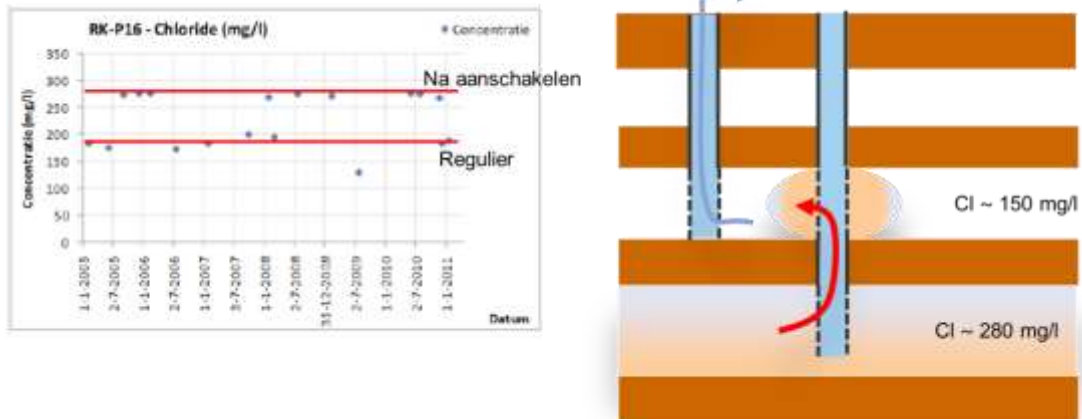 RK-P16 - Chloride (mg/l)
Concentratie
Concentratie (mg/l)
350
300
250
200
150
100
50
0
Na aanschakelen
Regulier
1-1-2005
2-7-2005
1-1-2006
2-7-2006
1-1-2007
2-7-2007
1-1-2008
2-7-2008
31-12-2008
2-7-2009
1-1-2010
2-7-2010
1-1-2011
Datum
Cl ~ 150 mg/l
Cl ~ 280 mg/l